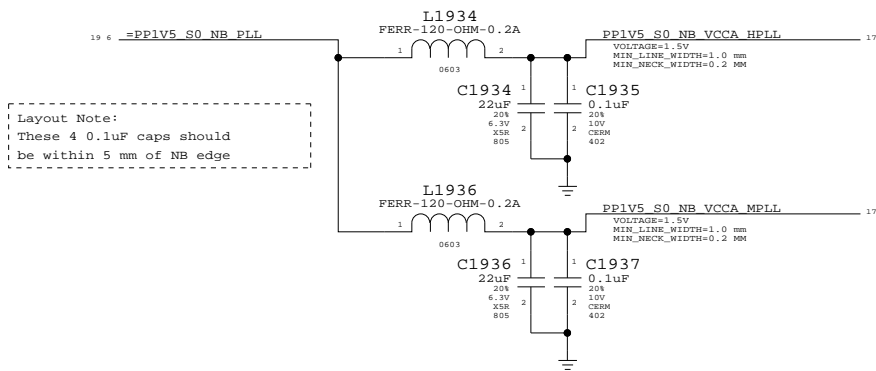 L1934
FERR-120-OHM-0.2A
19 6 =PP1V5_S0_NB_PLL
1 2
0603
PP1V5_S0_NB_VCCA_HPLL 17
VOLTAGE=1.5V
MIN_LINE_WIDTH=1.0 mm
MIN_NECK_WIDTH=0.2 MM
C1934
22uF
20%
6.3V
X5R
805
1
2
1
2
C1935
0.1uF
20%
10V
CERM
402
Layout Note:
These 4 0.1uF caps should
be within 5 mm of NB edge
L1936
FERR-120-OHM-0.2A
1 2
0603
PP1V5_S0_NB_VCCA_MPLL 17
VOLTAGE=1.5V
MIN_LINE_WIDTH=1.0 mm
MIN_NECK_WIDTH=0.2 MM
C1936
22uF
20%
6.3V
X5R
805
1
2
1
2
C1937
0.1uF
20%
10V
CERM
402